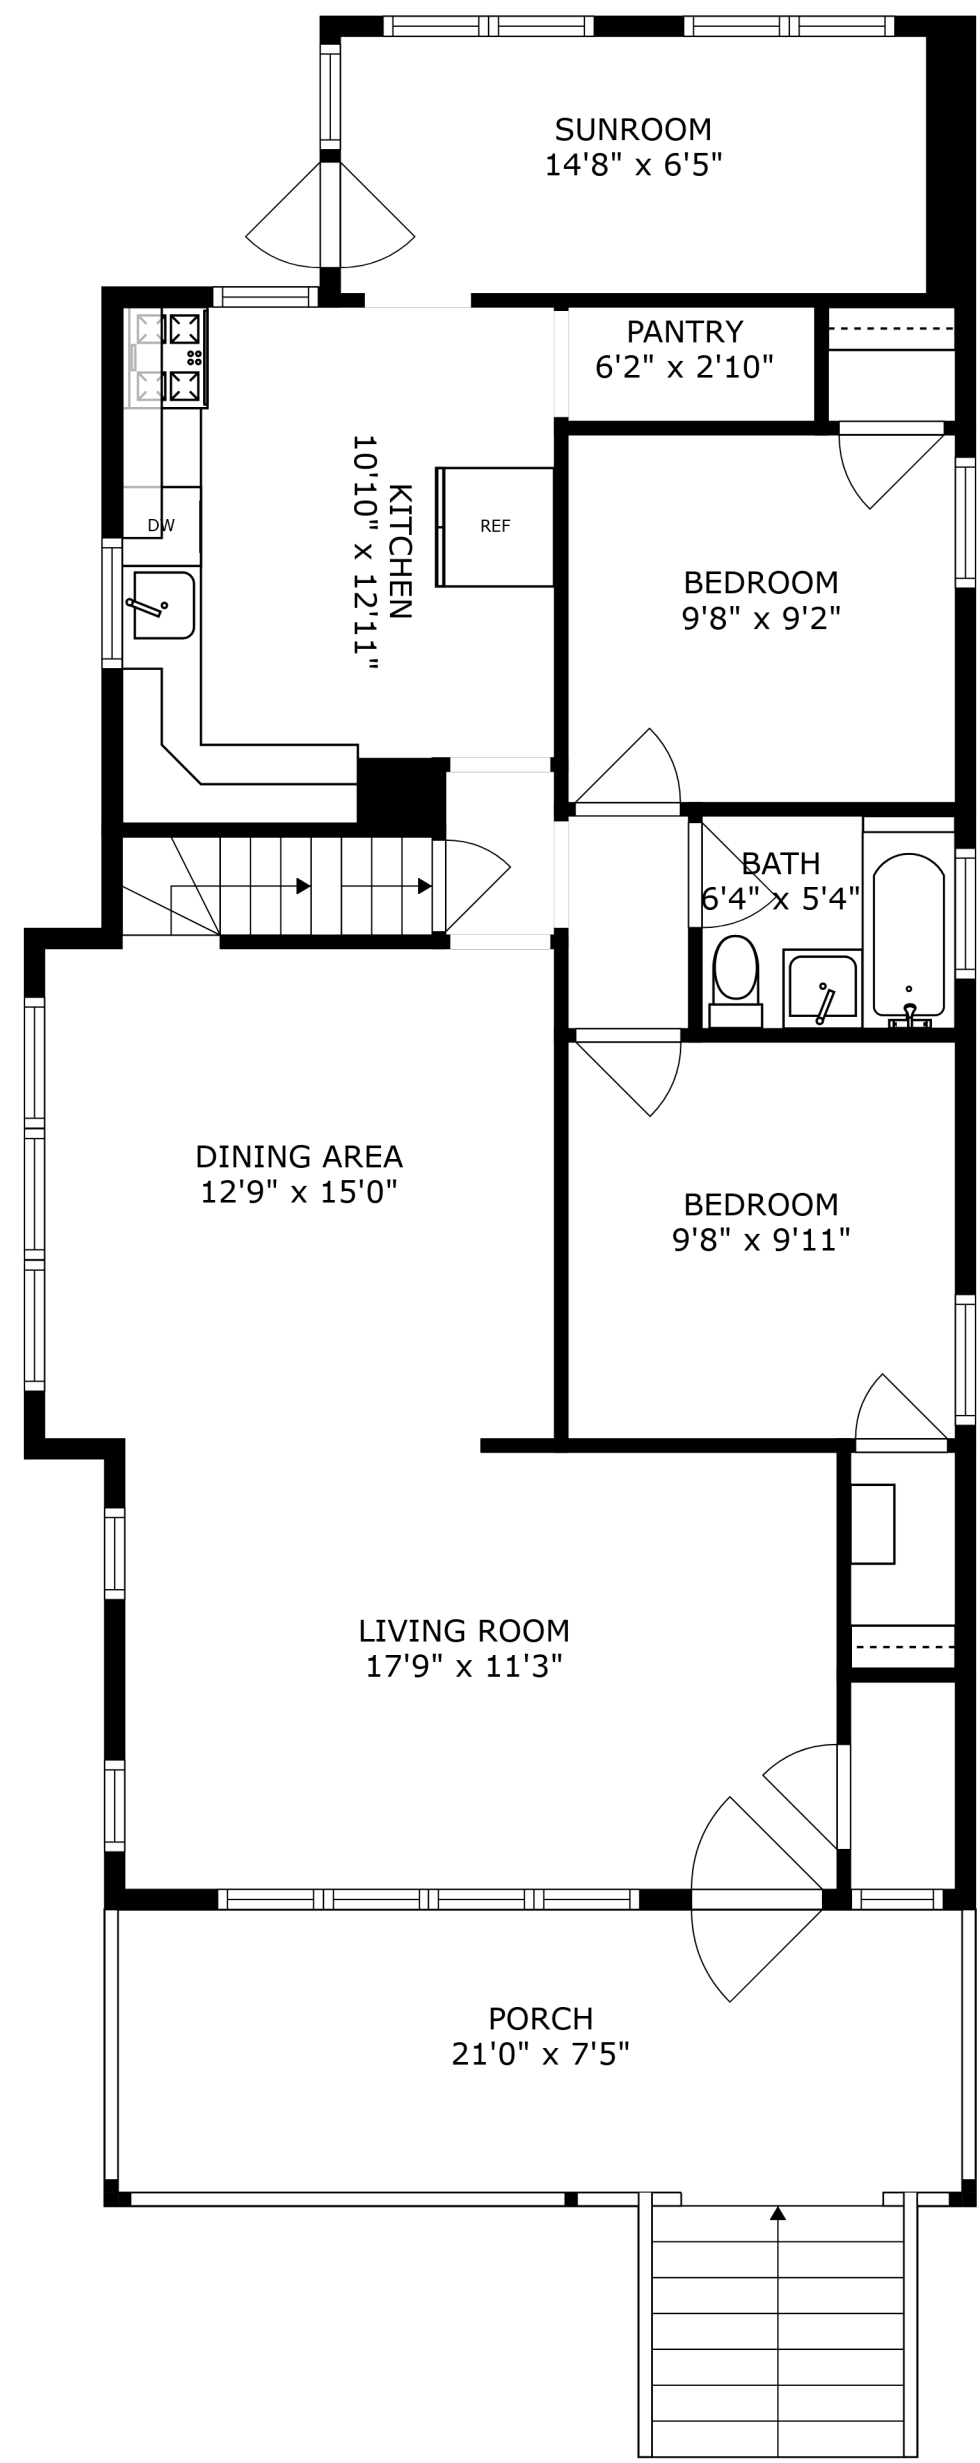 SUNROOM
14'8" x 6'5"
PANTRY
6'2" x 2'10"
KITCHEN
10'10" x 12'11"
REF
DW
BEDROOM
9'8" x 9'2"
BATH
6'4" x 5'4"
DINING AREA
12'9" x 15'0"
BEDROOM
9'8" x 9'11"
LIVING ROOM
17'9" x 11'3"
PORCH
21'0" x 7'5"